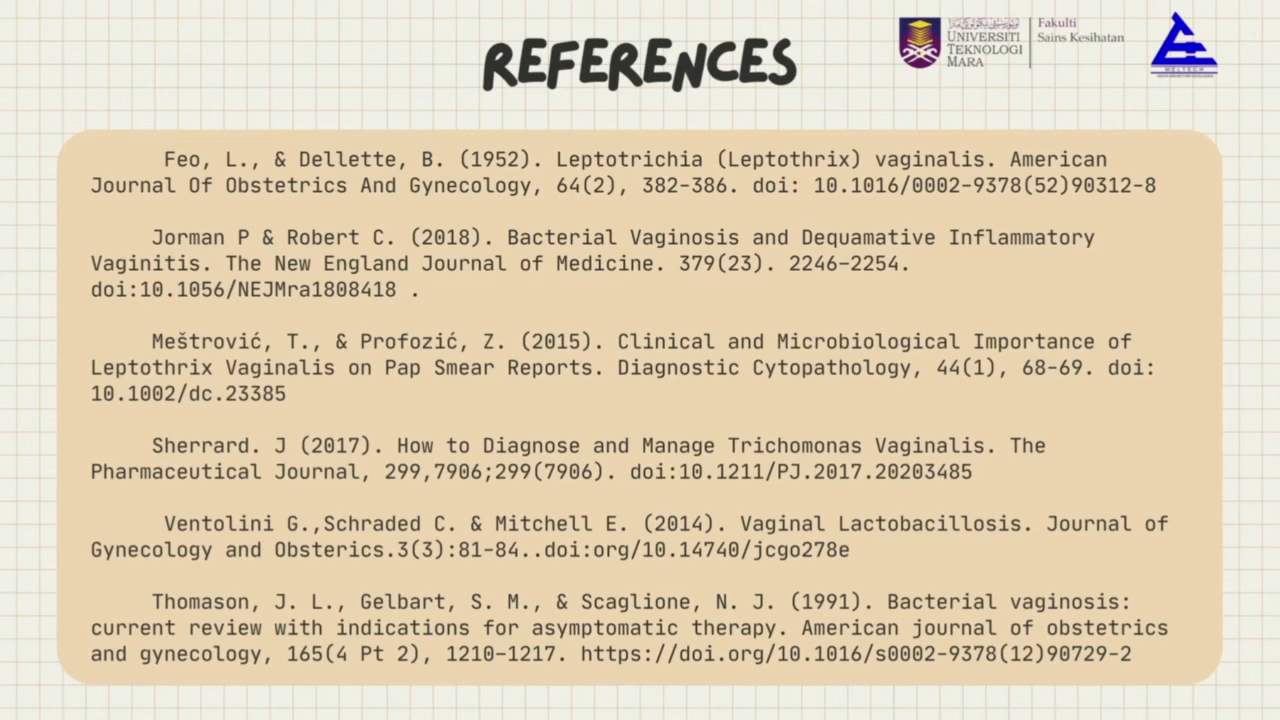 REFERENCES
UNIVERSITI
TEKNOLOGI
MARA
Fakulti
Sains Kesihatan
MELTECH
Feo, L., & Dellette, B. (1952). Leptotrichia (Leptothrix) vaginalis. American
Journal Of Obstetrics And Gynecology, 64(2), 382-386. doi: 10.1016/0002-9378(52)90312-8
Jorman P & Robert C. (2018). Bacterial Vaginosis and Dequamative Inflammatory
Vaginitis. The New England Journal of Medicine. 379(23). 2246-2254.
doi:10.1056/NEJMra1808418 .
Meštrović, T., & Profozić, Z. (2015). Clinical and Microbiological Importance of
Leptothrix Vaginalis on Pap Smear Reports. Diagnostic Cytopathology, 44(1), 68-69. doi:
10.1002/dc.23385
Sherrard. J (2017). How to Diagnose and Manage Trichomonas Vaginalis. The
Pharmaceutical Journal, 299,7906;299(7906). doi:10.1211/PJ.2017.20203485
Ventolini G.,Schraded C. & Mitchell E. (2014). Vaginal Lactobacillosis. Journal of
Gynecology and Obsterics.3(3):81-84..doi:org/10.14740/jcgo278e
Thomason, J. L., Gelbart, S. M., & Scaglione, N. J. (1991). Bacterial vaginosis:
current review with indications for asymptomatic therapy. American journal of obstetrics
and gynecology, 165(4 Pt 2), 1210-1217. https://doi.org/10.1016/s0002-9378(12)90729-2